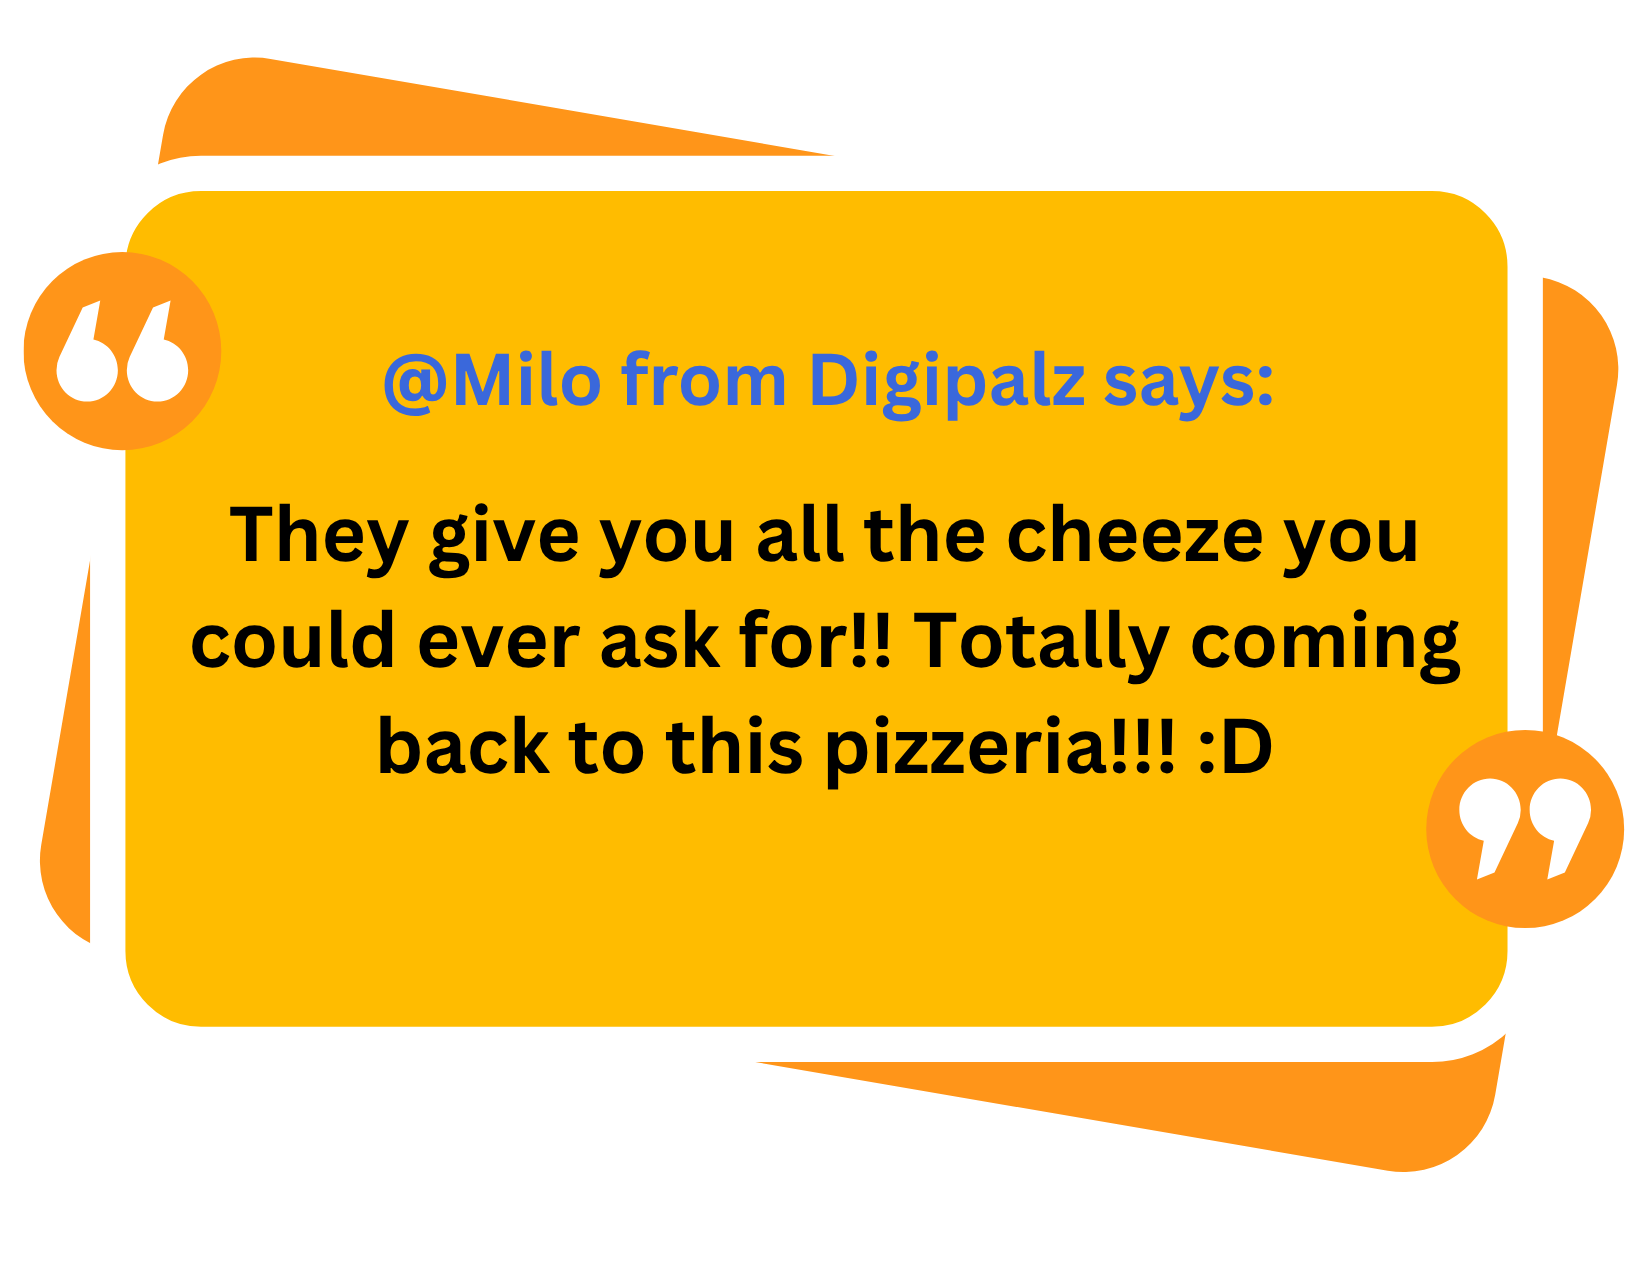 @Milo from Digipalz says:
They give you all the cheeze you
could ever ask for!! Totally coming
back to this pizzeria!!! :D